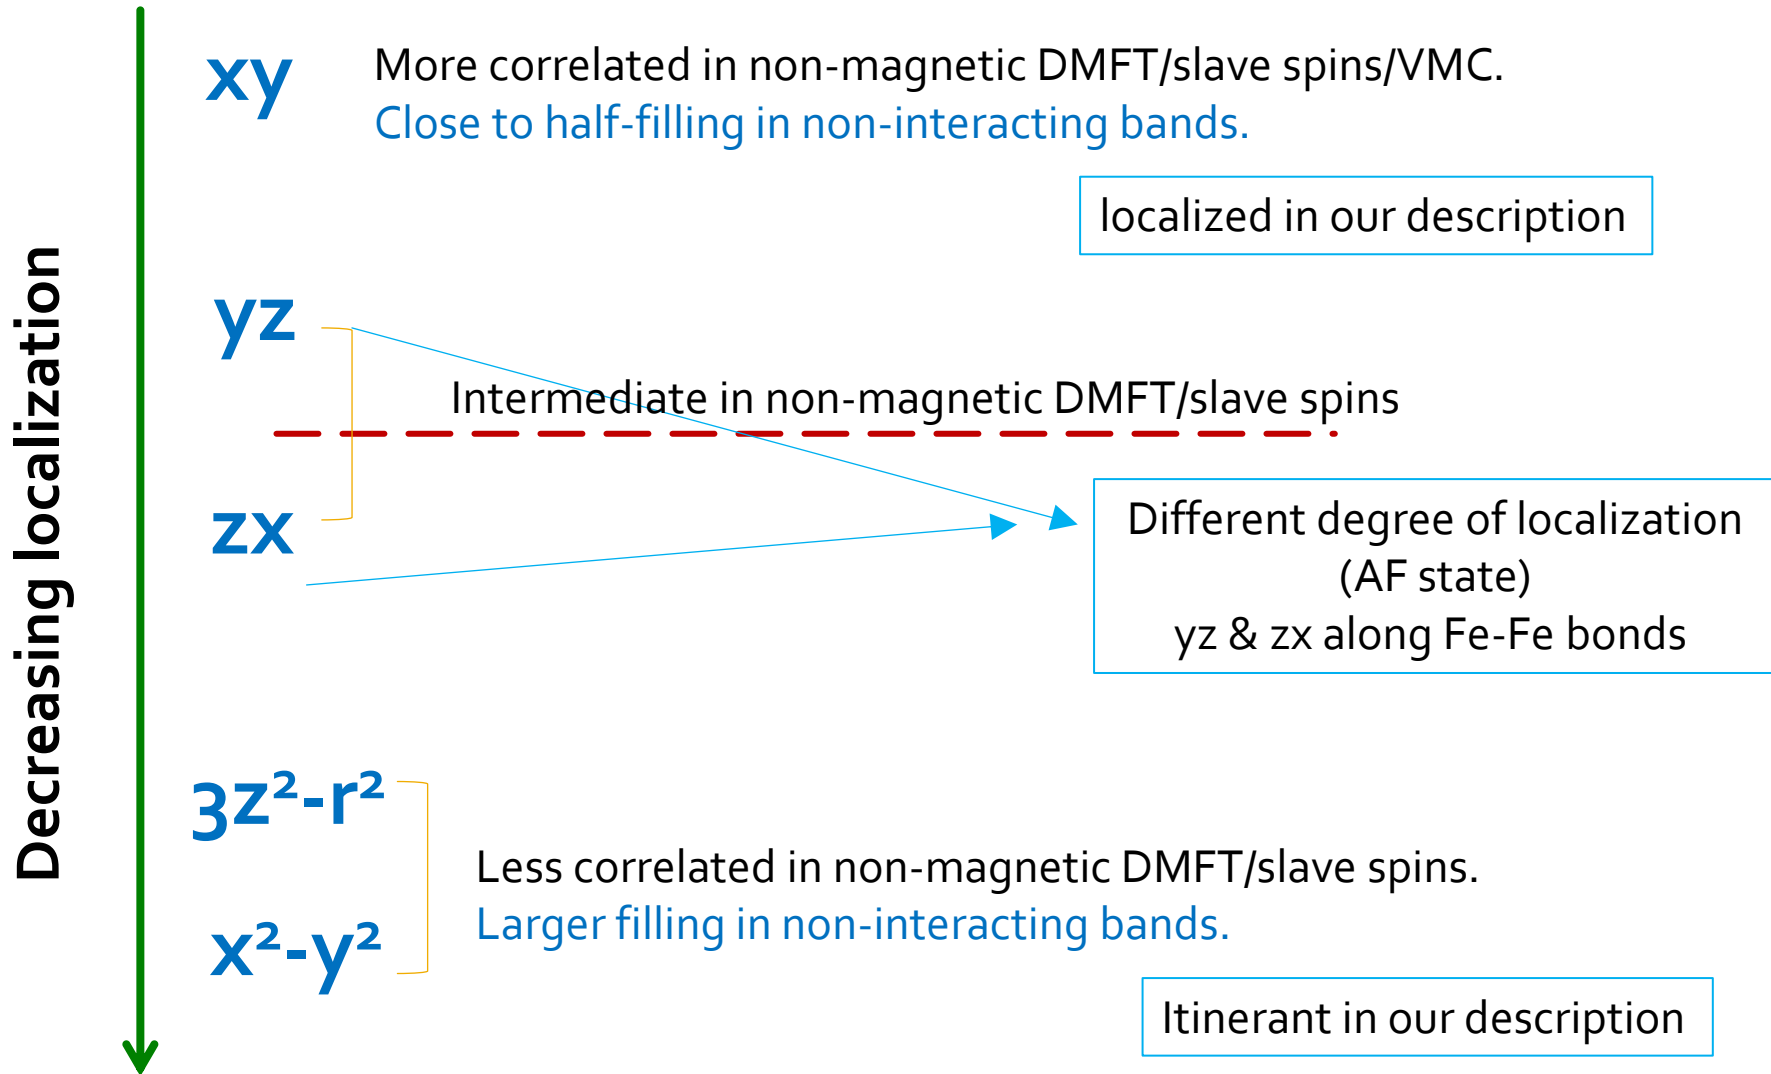 Decreasing localization
xy
More correlated in non-magnetic DMFT/slave spins/VMC.
Close to half-filling in non-interacting bands.
localized in our description
yz
Intermediate in non-magnetic DMFT/slave spins
zx
Different degree of localization
(AF state)
yz & zx along Fe-Fe bonds
3z²-r²
Less correlated in non-magnetic DMFT/slave spins.
Larger filling in non-interacting bands.
x²-y²
Itinerant in our description